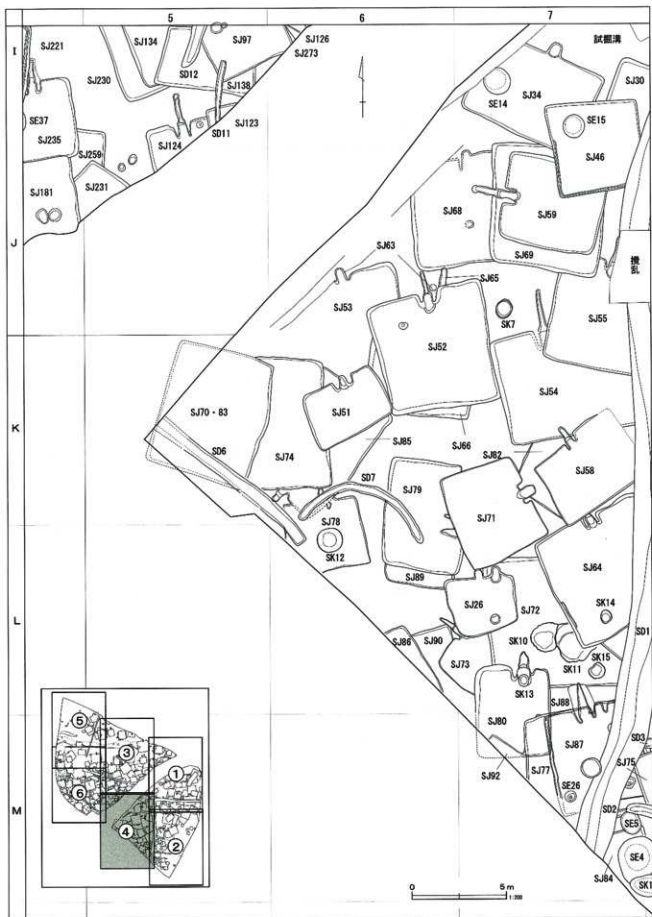 5 6 7
I
SJ221
SJ134
SJ97
SJ126
SJ273
試掘溝
SJ230
SD12
SJ138
SE14
SJ34
SJ30
SE37
SE15
SJ235
SJ259
SJ124
SD11
SJ123
SJ46
SJ181
SJ231
SJ68
SJ59
J
SJ63
SJ69
攪乱
SJ65
SJ53
SK7
SJ55
SJ52
SJ54
K
SJ70・83
SJ51
SJ85
SJ66
SJ82
SD6
SJ74
SJ58
SD7
SJ79
SJ71
SJ78
SK12
SJ64
SJ89
L
SJ26
SJ72
SK14
SJ86
SJ90
SK10
SD1
SJ73
SK11
SK15
SK13
SJ88
SJ80
SJ87
SD3
SJ92
SJ77
SJ75
SE26
M
SD2
SE5
SE4
SJ84
SK1
⑤
③
①
⑥
④
②
0 5m
1:200